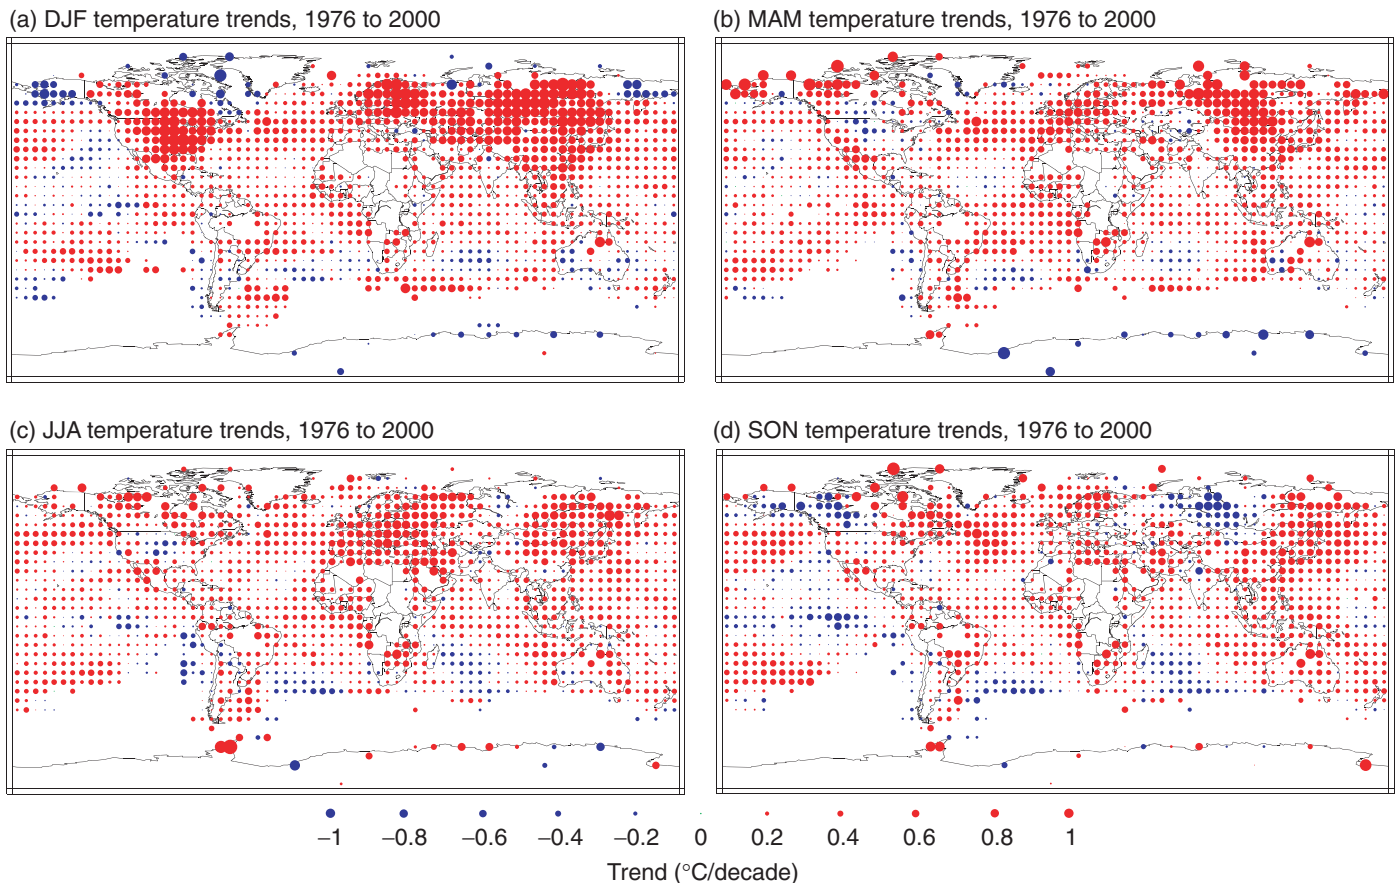 (a) DJF temperature trends, 1976 to 2000
(b) MAM temperature trends, 1976 to 2000
(c) JJA temperature trends, 1976 to 2000
(d) SON temperature trends, 1976 to 2000
−1 −0.8 −0.6 −0.4 −0.2 0 0.2 0.4 0.6 0.8 1
Trend (°C/decade)